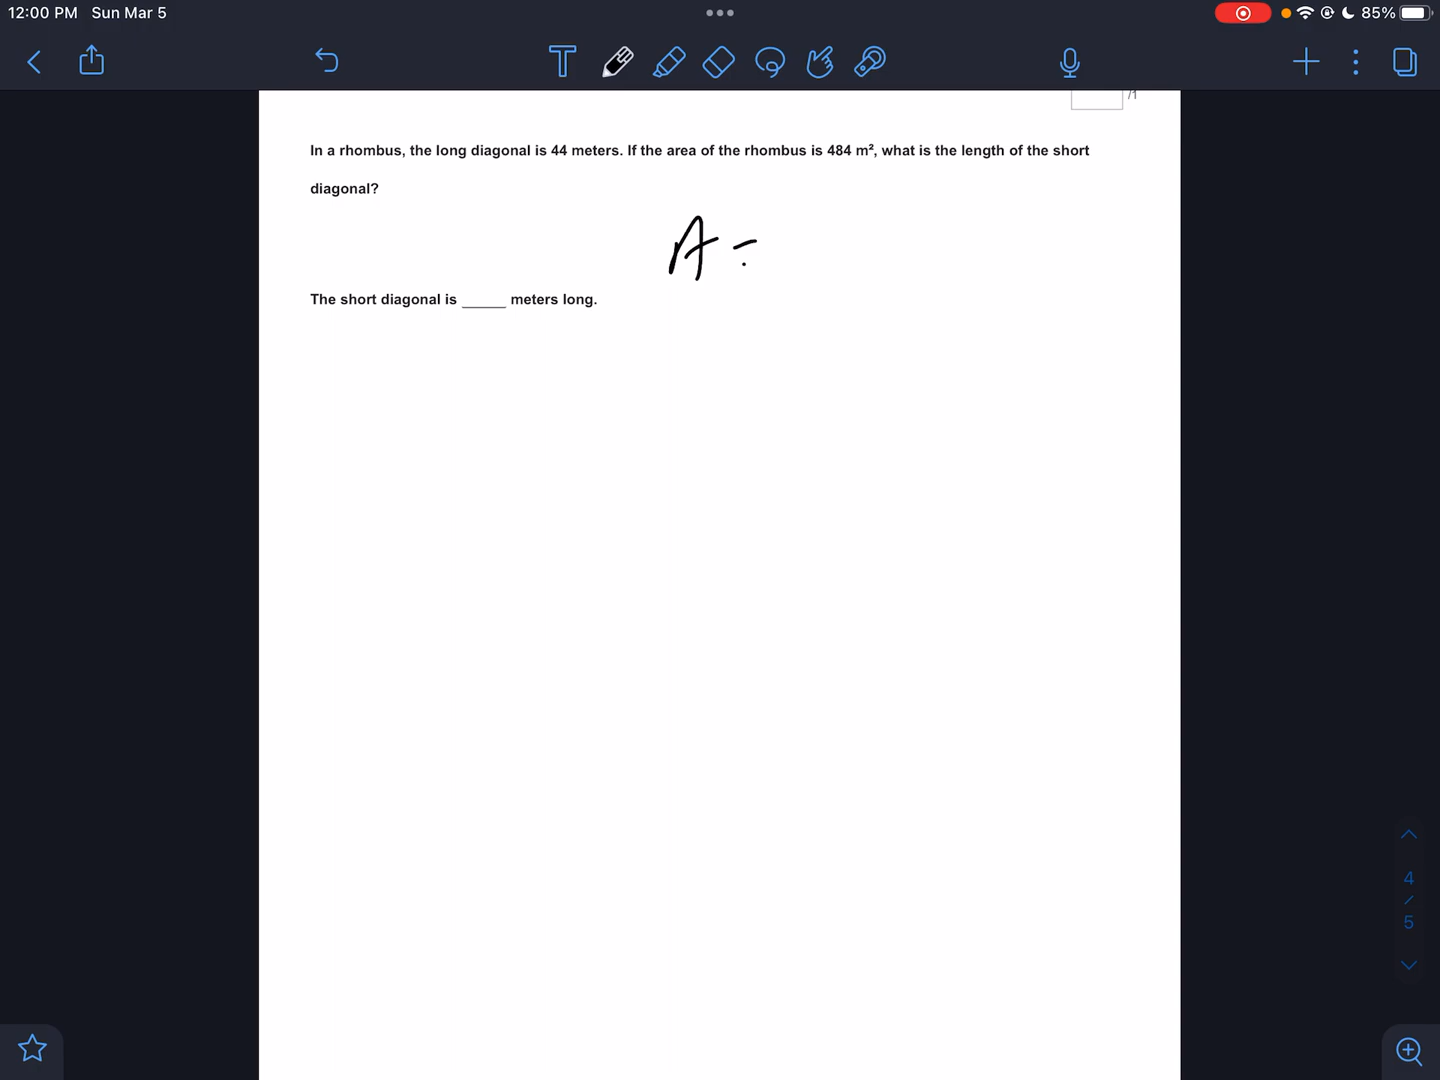 12:00 PM Sun Mar 5
85%
T
/1
In a rhombus, the long diagonal is 44 meters. If the area of the rhombus is 484 m², what is the length of the short
diagonal?
A =
The short diagonal is _____ meters long.
4
/
5